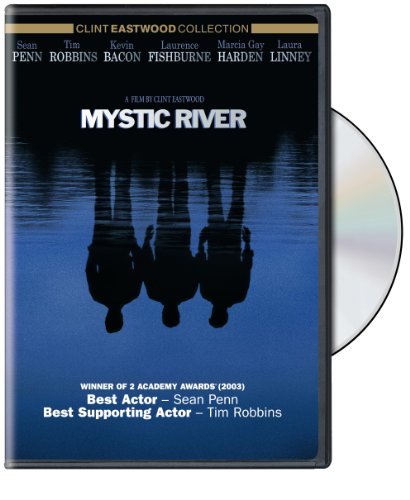 CLINT EASTWOOD COLLECTION
Sean PENN Tim ROBBINS Kevin BACON Laurence FISHBURNE Marcia Gay HARDEN Laura LINNEY
A FILM BY CLINT EASTWOOD
MYSTIC RIVER
WINNER OF 2 ACADEMY AWARDS® (2003)
Best Actor – Sean Penn
Best Supporting Actor – Tim Robbins